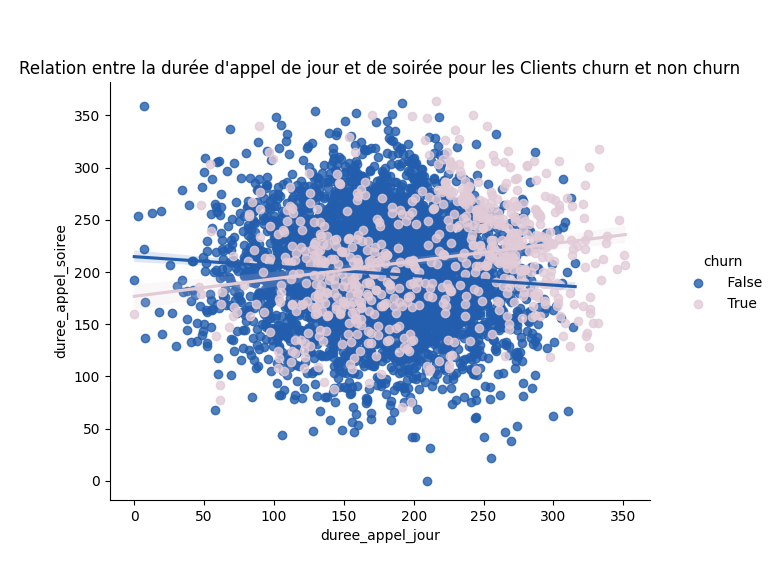 Relation entre la durée d'appel de jour et de soirée pour les Clients churn et non churn
350
300
250
200
150
100
50
0
duree_appel_soiree
0 50 100 150 200 250 300 350
duree_appel_jour
churn
False
True